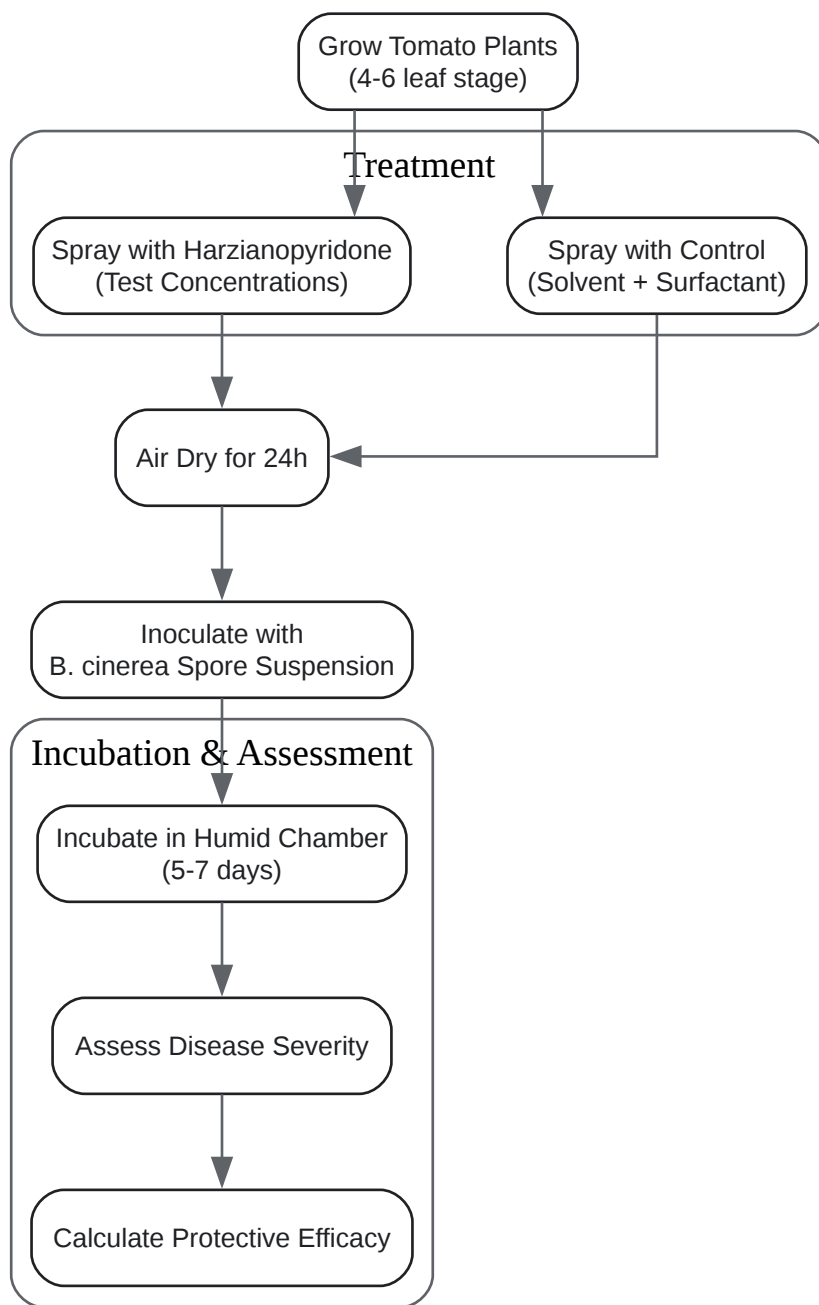 Grow Tomato Plants
(4-6 leaf stage)
Treatment
Spray with Harzianopyridone
(Test Concentrations)
Spray with Control
(Solvent + Surfactant)
Air Dry for 24h
Inoculate with
B. cinerea Spore Suspension
Incubation & Assessment
Incubate in Humid Chamber
(5-7 days)
Assess Disease Severity
Calculate Protective Efficacy